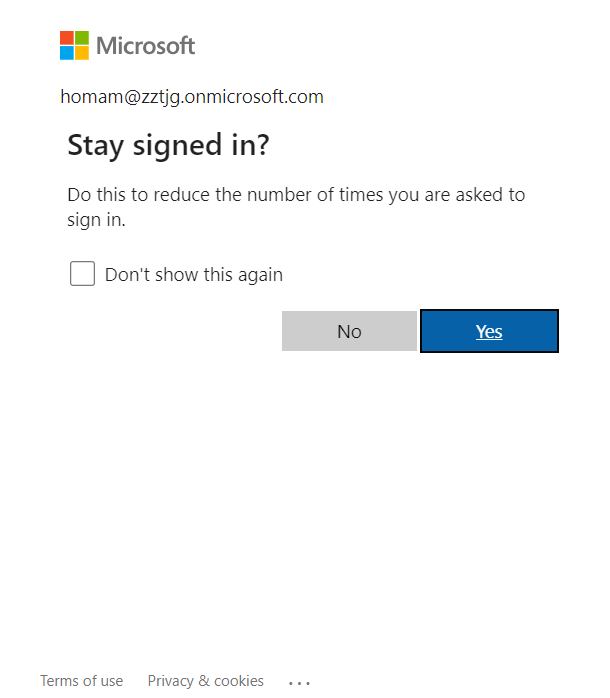 Microsoft
homam@zztjg.onmicrosoft.com
Stay signed in?
Do this to reduce the number of times you are asked to
sign in.
Don't show this again
No
Yes
Terms of use
Privacy & cookies
...